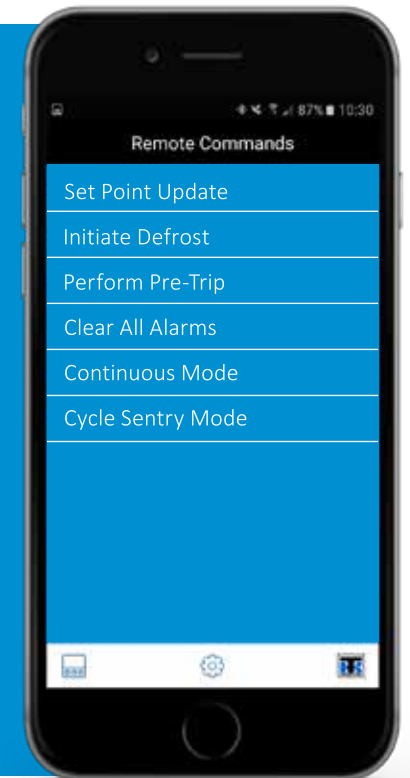 87% 10:30
Remote Commands
Set Point Update
Initiate Defrost
Perform Pre-Trip
Clear All Alarms
Continuous Mode
Cycle Sentry Mode